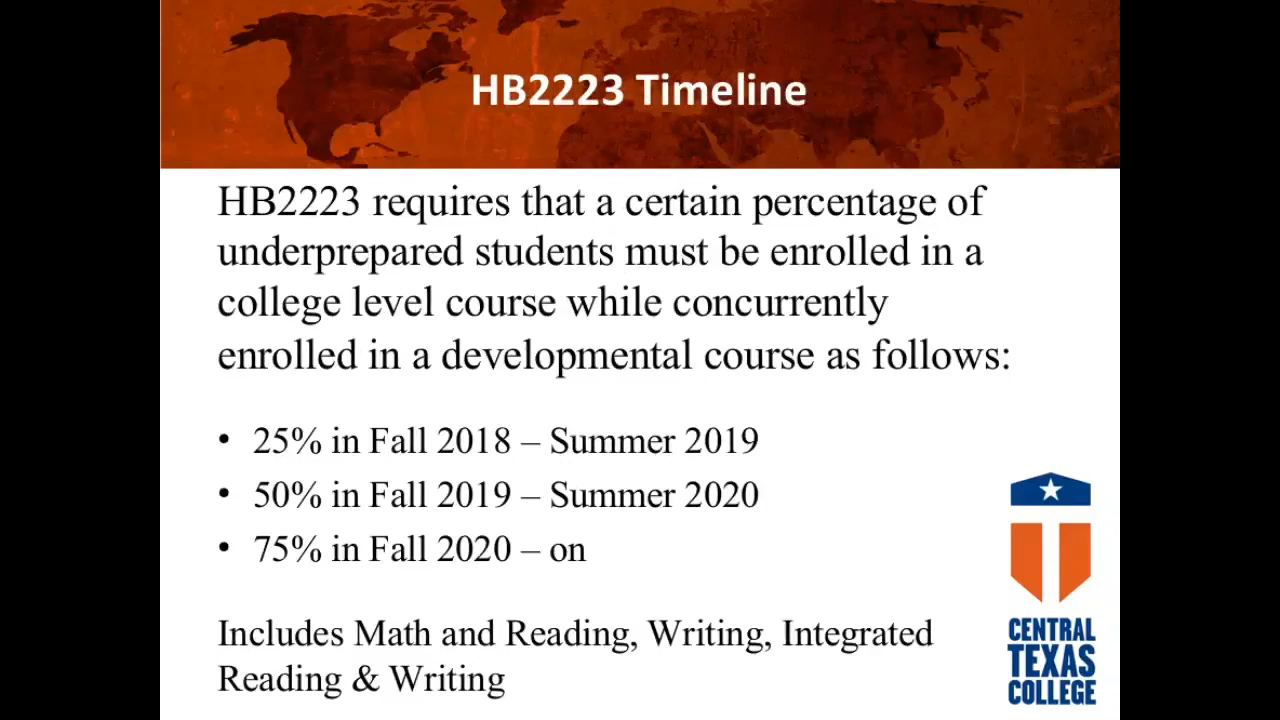 HB2223 Timeline
HB2223 requires that a certain percentage of
underprepared students must be enrolled in a
college level course while concurrently
enrolled in a developmental course as follows:
• 25% in Fall 2018 – Summer 2019
• 50% in Fall 2019 – Summer 2020
• 75% in Fall 2020 – on
Includes Math and Reading, Writing, Integrated
Reading & Writing
CENTRAL
TEXAS
COLLEGE